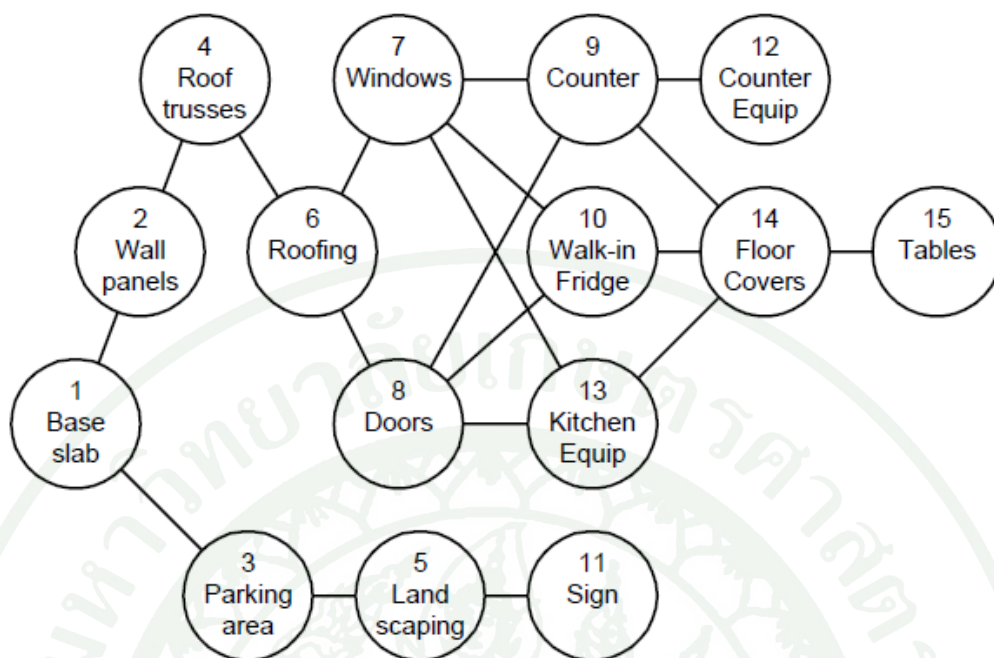 4
Roof
trusses
7
Windows
9
Counter
12
Counter
Equip
2
Wall
panels
6
Roofing
10
Walk-in
Fridge
14
Floor
Covers
15
Tables
1
Base
slab
8
Doors
13
Kitchen
Equip
3
Parking
area
5
Land
scaping
11
Sign